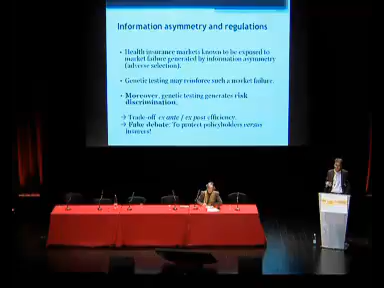 Information asymmetry and regulations
• Health insurance markets known to be exposed to
market failure generated by information asymmetry
(adverse selection).
• Genetic testing may reinforce such a market failure.
• Moreover, genetic testing generates risk
discrimination.
→ Trade-off ex ante / ex post efficiency.
→ Fake debate: To protect policyholders versus
insurers!